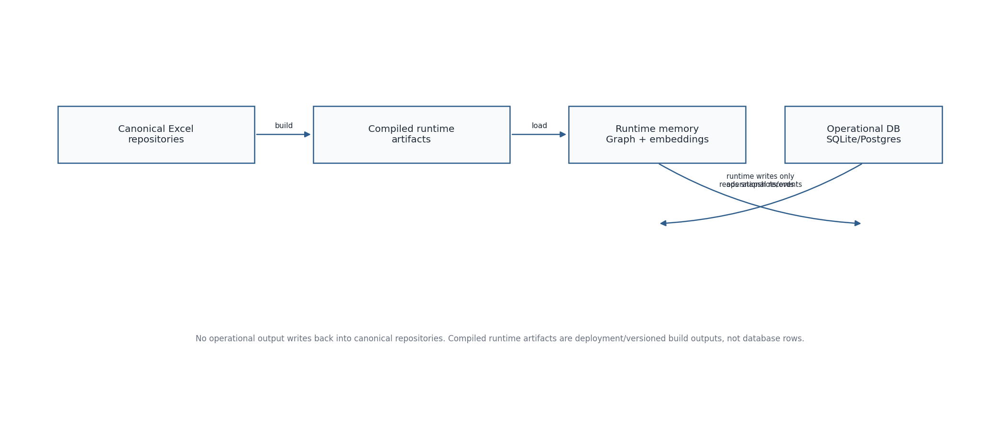 Canonical Excel
repositories
build
Compiled runtime
artifacts
load
Runtime memory
Graph + embeddings
Operational DB
SQLite/Postgres
runtime writes only
No operational output writes back into canonical repositories. Compiled runtime artifacts are deployment/versioned build outputs, not database rows.